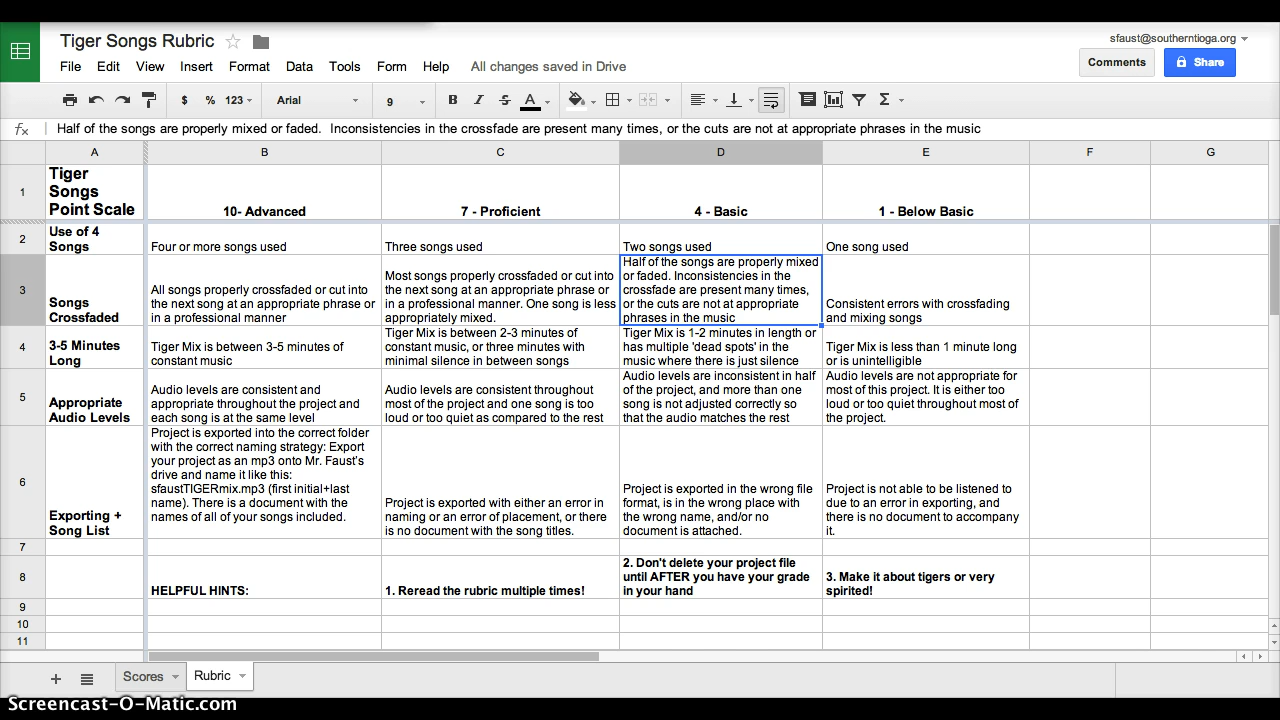 Tiger Songs Rubric
sfaust@southerntioga.org
File Edit View Insert Format Data Tools Form Help All changes saved in Drive
Comments Share
$ % 123 Arial 9 B I S A Σ
fx Half of the songs are properly mixed or faded. Inconsistencies in the crossfade are present many times, or the cuts are not at appropriate phrases in the music
A B C D E F G
1
Tiger
Songs
Point Scale
10- Advanced
7 - Proficient
4 - Basic
1 - Below Basic
2
Use of 4
Songs
Four or more songs used
Three songs used
Two songs used
One song used
3
Songs
Crossfaded
All songs properly crossfaded or cut into
the next song at an appropriate phrase or
in a professional manner
Most songs properly crossfaded or cut into
the next song at an appropriate phrase or
in a professional manner. One song is less
appropriately mixed.
Half of the songs are properly mixed
or faded. Inconsistencies in the
crossfade are present many times,
or the cuts are not at appropriate
phrases in the music
Consistent errors with crossfading
and mixing songs
4
3-5 Minutes
Long
Tiger Mix is between 3-5 minutes of
constant music
Tiger Mix is between 2-3 minutes of
constant music, or three minutes with
minimal silence in between songs
Tiger Mix is 1-2 minutes in length or
has multiple 'dead spots' in the
music where there is just silence
Tiger Mix is less than 1 minute long
or is unintelligible
5
Appropriate
Audio Levels
Audio levels are consistent and
appropriate throughout the project and
each song is at the same level
Audio levels are consistent throughout
most of the project and one song is too
loud or too quiet as compared to the rest
Audio levels are inconsistent in half
of the project, and more than one
song is not adjusted correctly so
that the audio matches the rest
Audio levels are not appropriate for
most of this project. It is either too
loud or too quiet throughout most of
the project.
6
Exporting +
Song List
Project is exported into the correct folder
with the correct naming strategy: Export
your project as an mp3 onto Mr. Faust's
drive and name it like this:
sfaustTIGERmix.mp3 (first initial+last
name). There is a document with the
names of all of your songs included.
Project is exported with either an error in
naming or an error of placement, or there
is no document with the song titles.
Project is exported in the wrong file
format, is in the wrong place with
the wrong name, and/or no
document is attached.
Project is not able to be listened to
due to an error in exporting, and
there is no document to accompany
it.
7
8
HELPFUL HINTS:
1. Reread the rubric multiple times!
2. Don't delete your project file
until AFTER you have your grade
in your hand
3. Make it about tigers or very
spirited!
9
10
11
Scores Rubric
Screencast-O-Matic.com